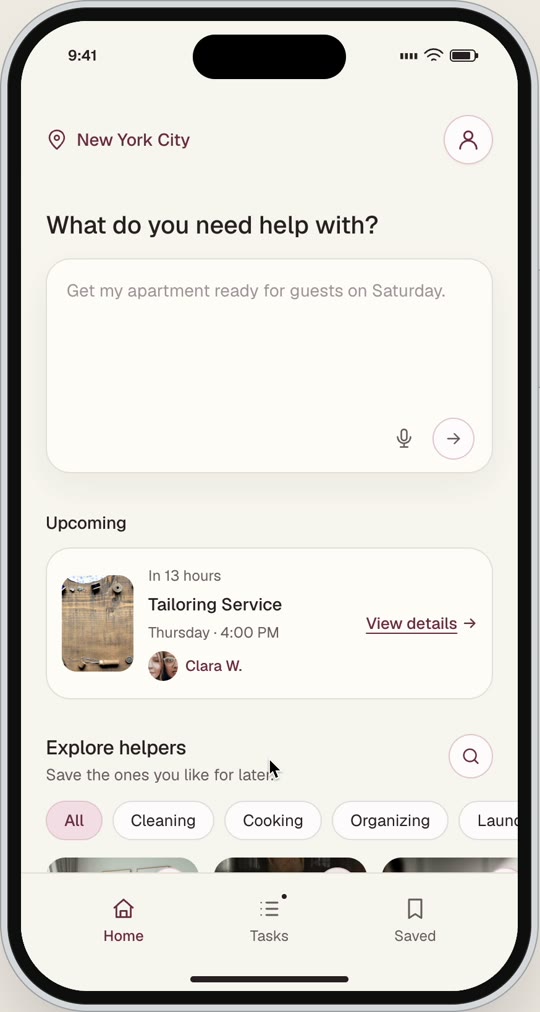 9:41
New York City
What do you need help with?
Get my apartment ready for guests on Saturday.
Upcoming
In 13 hours
Tailoring Service
Thursday · 4:00 PM
View details →
Clara W.
Explore helpers
Save the ones you like for later.
All Cleaning Cooking Organizing Laund
Home Tasks Saved